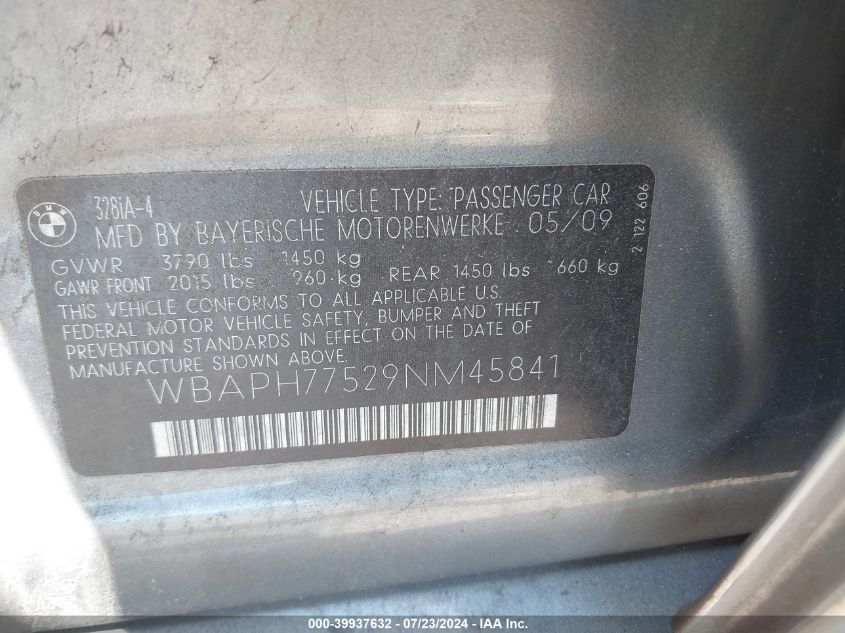 BMW
328iA-4 VEHICLE TYPE: PASSENGER CAR
MFD BY BAYERISCHE MOTORENWERKE 05/09
GVWR 3790 lbs 1450 kg
GAWR FRONT 2015 lbs 960 kg REAR 1450 lbs 660 kg
THIS VEHICLE CONFORMS TO ALL APPLICABLE U.S.
FEDERAL MOTOR VEHICLE SAFETY, BUMPER AND THEFT
PREVENTION STANDARDS IN EFFECT ON THE DATE OF
MANUFACTURE SHOWN ABOVE.
WBAPH77529NM45841
2 122 606
000-39937632 - 07/23/2024 - IAA Inc.